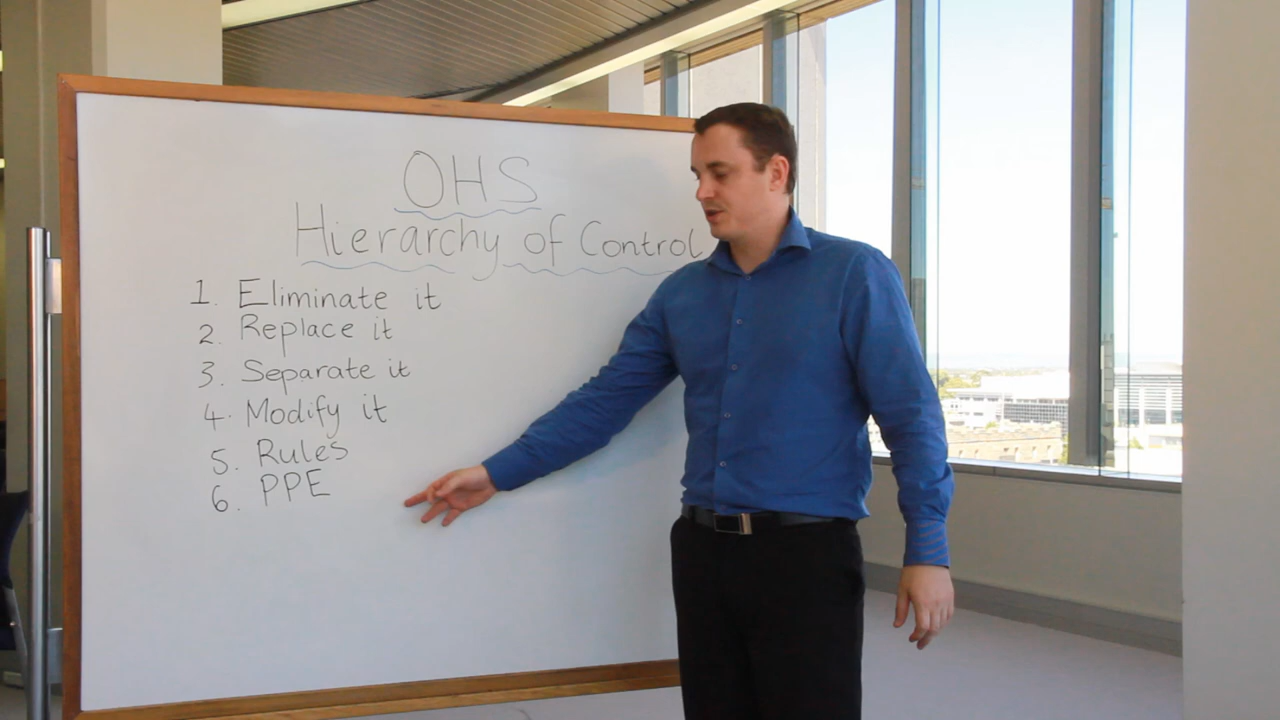 OHS
Hierarchy of Control
1. Eliminate it
2. Replace it
3. Separate it
4. Modify it
5. Rules
6. PPE